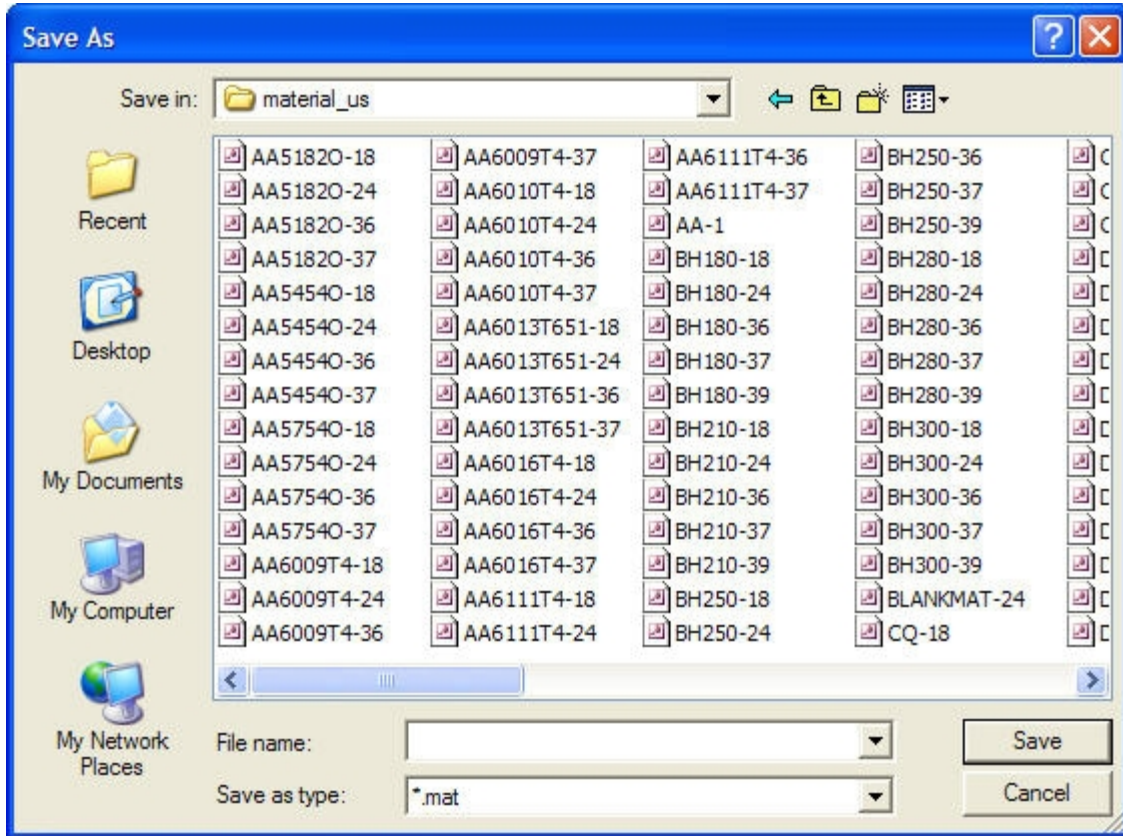 Save As
Save in:
material_us
Recent
Desktop
My Documents
My Computer
My Network
Places
AA5182O-18
AA5182O-24
AA5182O-36
AA5182O-37
AA5454O-18
AA5454O-24
AA5454O-36
AA5454O-37
AA5754O-18
AA5754O-24
AA5754O-36
AA5754O-37
AA6009T4-18
AA6009T4-24
AA6009T4-36
AA6009T4-37
AA6010T4-18
AA6010T4-24
AA6010T4-36
AA6010T4-37
AA6013T651-18
AA6013T651-24
AA6013T651-36
AA6013T651-37
AA6016T4-18
AA6016T4-24
AA6016T4-36
AA6016T4-37
AA6111T4-18
AA6111T4-24
AA6111T4-36
AA6111T4-37
AA-1
BH180-18
BH180-24
BH180-36
BH180-37
BH180-39
BH210-18
BH210-24
BH210-36
BH210-37
BH210-39
BH250-18
BH250-24
BH250-36
BH250-37
BH250-39
BH280-18
BH280-24
BH280-36
BH280-37
BH280-39
BH300-18
BH300-24
BH300-36
BH300-37
BH300-39
BLANKMAT-24
CQ-18
File name:
Save
Save as type:
*.mat
Cancel